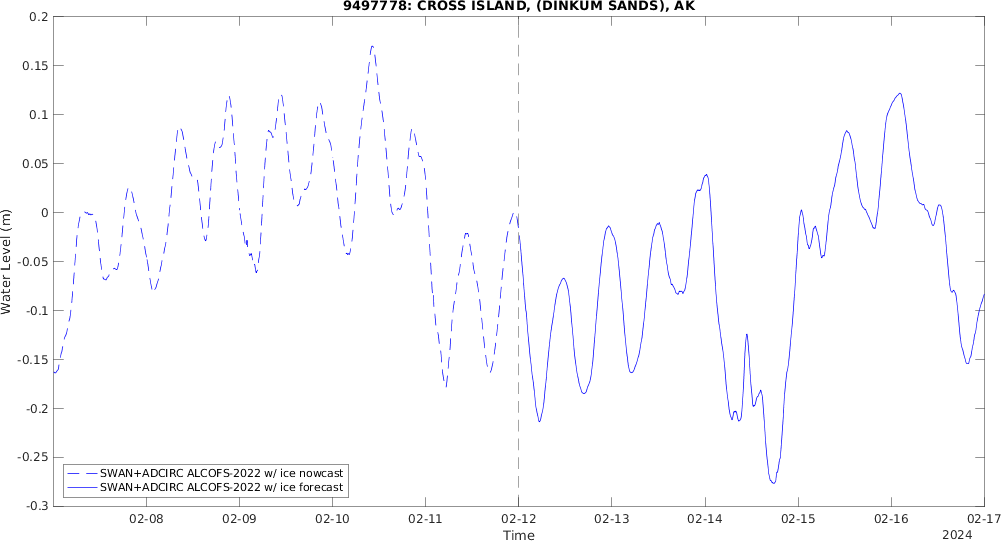 9497778: CROSS ISLAND, (DINKUM SANDS), AK
Water Level (m)
0.2
0.15
0.1
0.05
0
-0.05
-0.1
-0.15
-0.2
-0.25
-0.3
SWAN+ADCIRC ALCOFS-2022 w/ ice nowcast
SWAN+ADCIRC ALCOFS-2022 w/ ice forecast
02-08 02-09 02-10 02-11 02-12 02-13 02-14 02-15 02-16 02-17
Time
2024